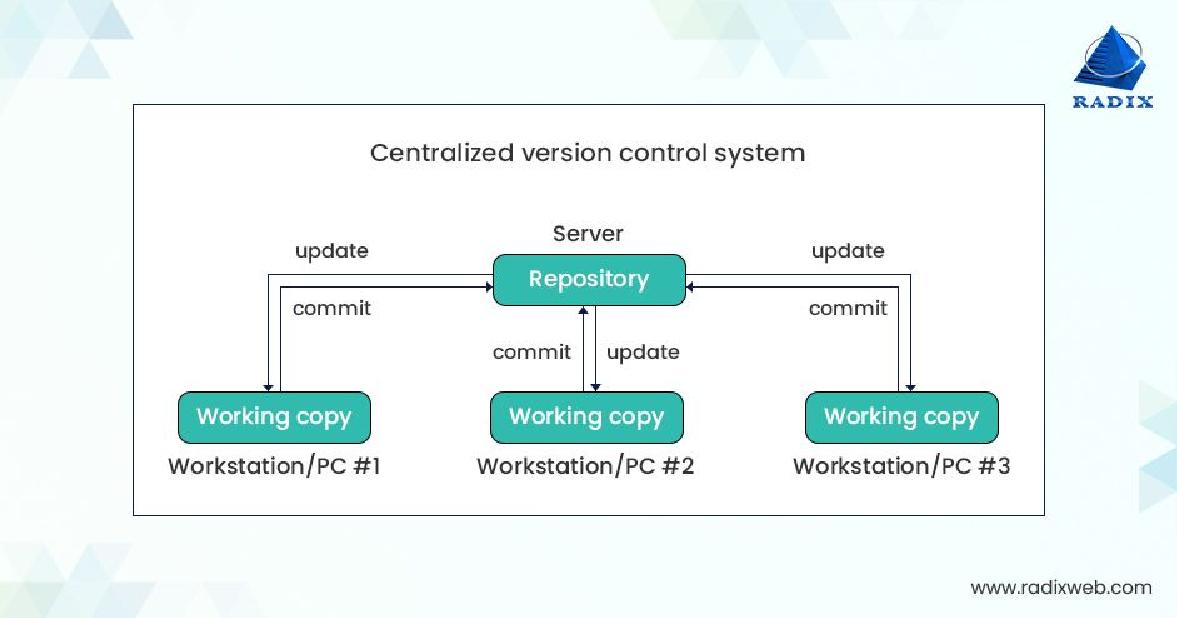 RADIX
Centralized version control system
Server
update
Repository
update
commit
commit
commit
update
Working copy
Working copy
Working copy
Workstation/PC #1
Workstation/PC #2
Workstation/PC #3
www.radixweb.com